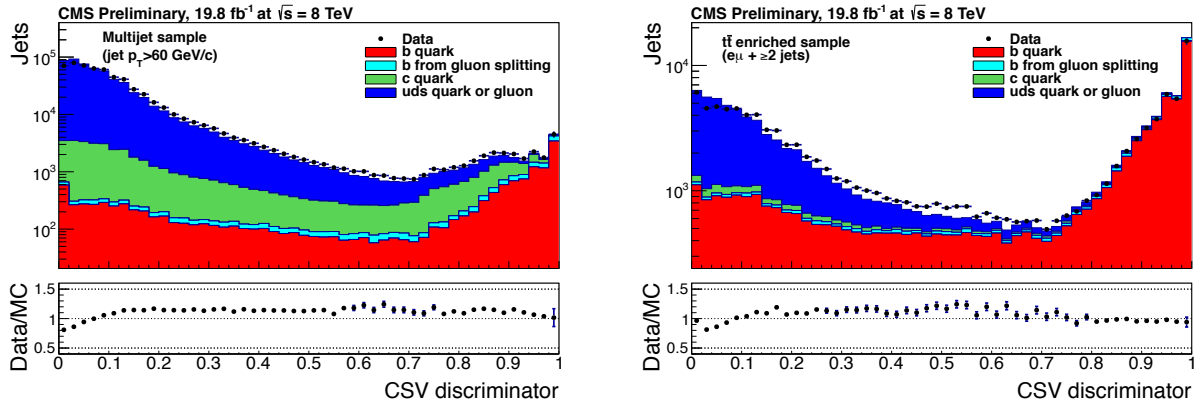 CMS Preliminary, 19.8 fb⁻¹ at √s = 8 TeV
Jets
Multijet sample
(jet p_T>60 GeV/c)
Data
b quark
b from gluon splitting
c quark
uds quark or gluon
10⁵
10⁴
10³
10²
Data/MC
1.5
1
0.5
0 0.1 0.2 0.3 0.4 0.5 0.6 0.7 0.8 0.9 1
CSV discriminator
CMS Preliminary, 19.8 fb⁻¹ at √s = 8 TeV
Jets
tt̄ enriched sample
(eμ + ≥2 jets)
Data
b quark
b from gluon splitting
c quark
uds quark or gluon
10⁴
10³
Data/MC
1.5
1
0.5
0 0.1 0.2 0.3 0.4 0.5 0.6 0.7 0.8 0.9 1
CSV discriminator